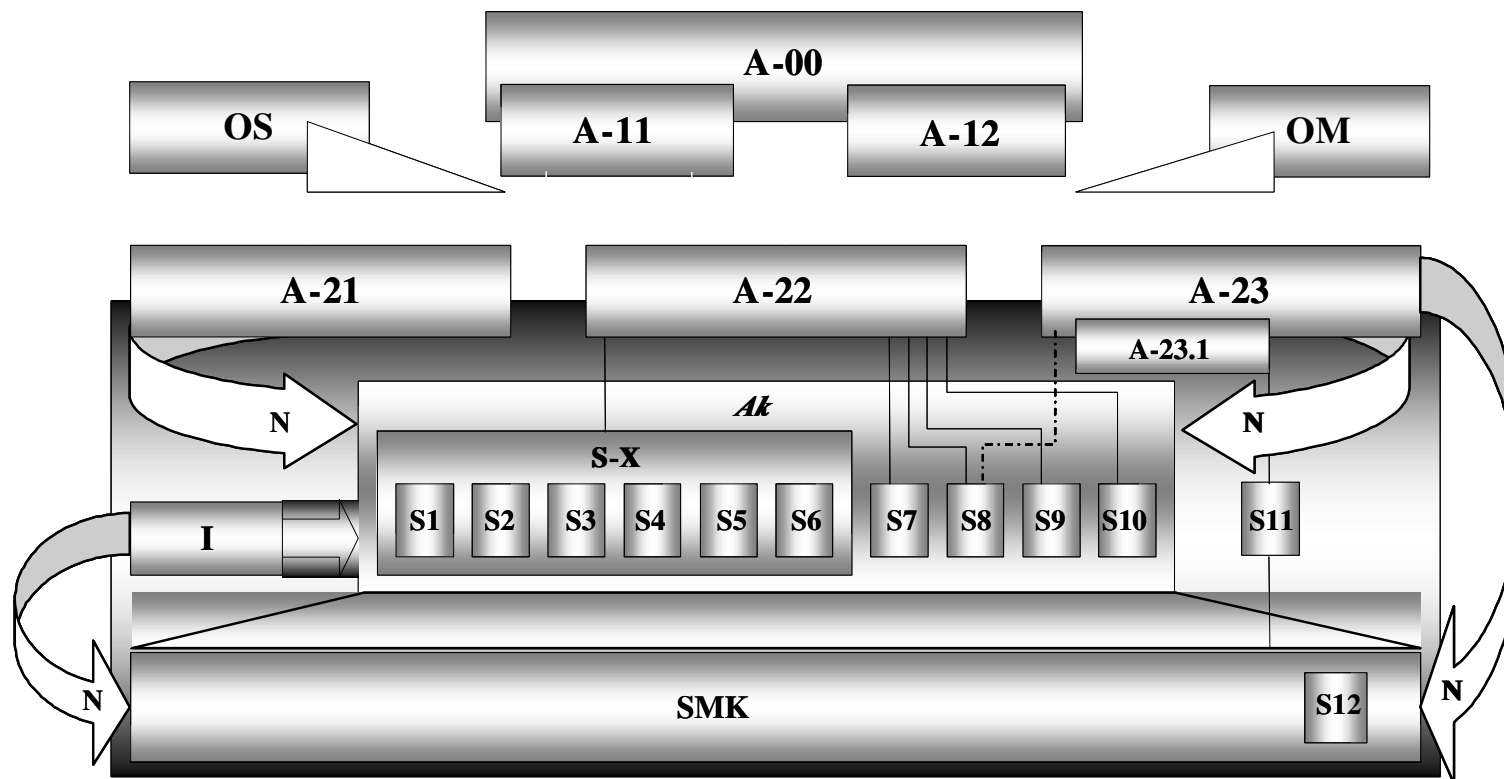 A-00
OS
A-11
A-12
OM
A-21
A-22
A-23
A-23.1
N
Ak
N
S-X
I
S1
S2
S3
S4
S5
S6
S7
S8
S9
S10
S11
N
SMK
S12
N